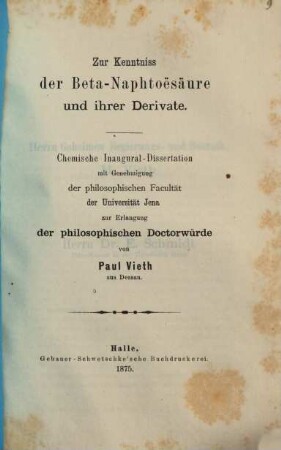 Zur Kenntniss
der Beta-Naphtoësäure
und ihrer Derivate.
Chemische Inaugural-Dissertation
mit Genehmigung
der philosophischen Facultät
der Universität Jena
zur Erlangung
der philosophischen Doctorwürde
von
Paul Vieth
aus Dessau.
Halle,
Gebauer-Schwetschke'sche Buchdruckerei.
1875.